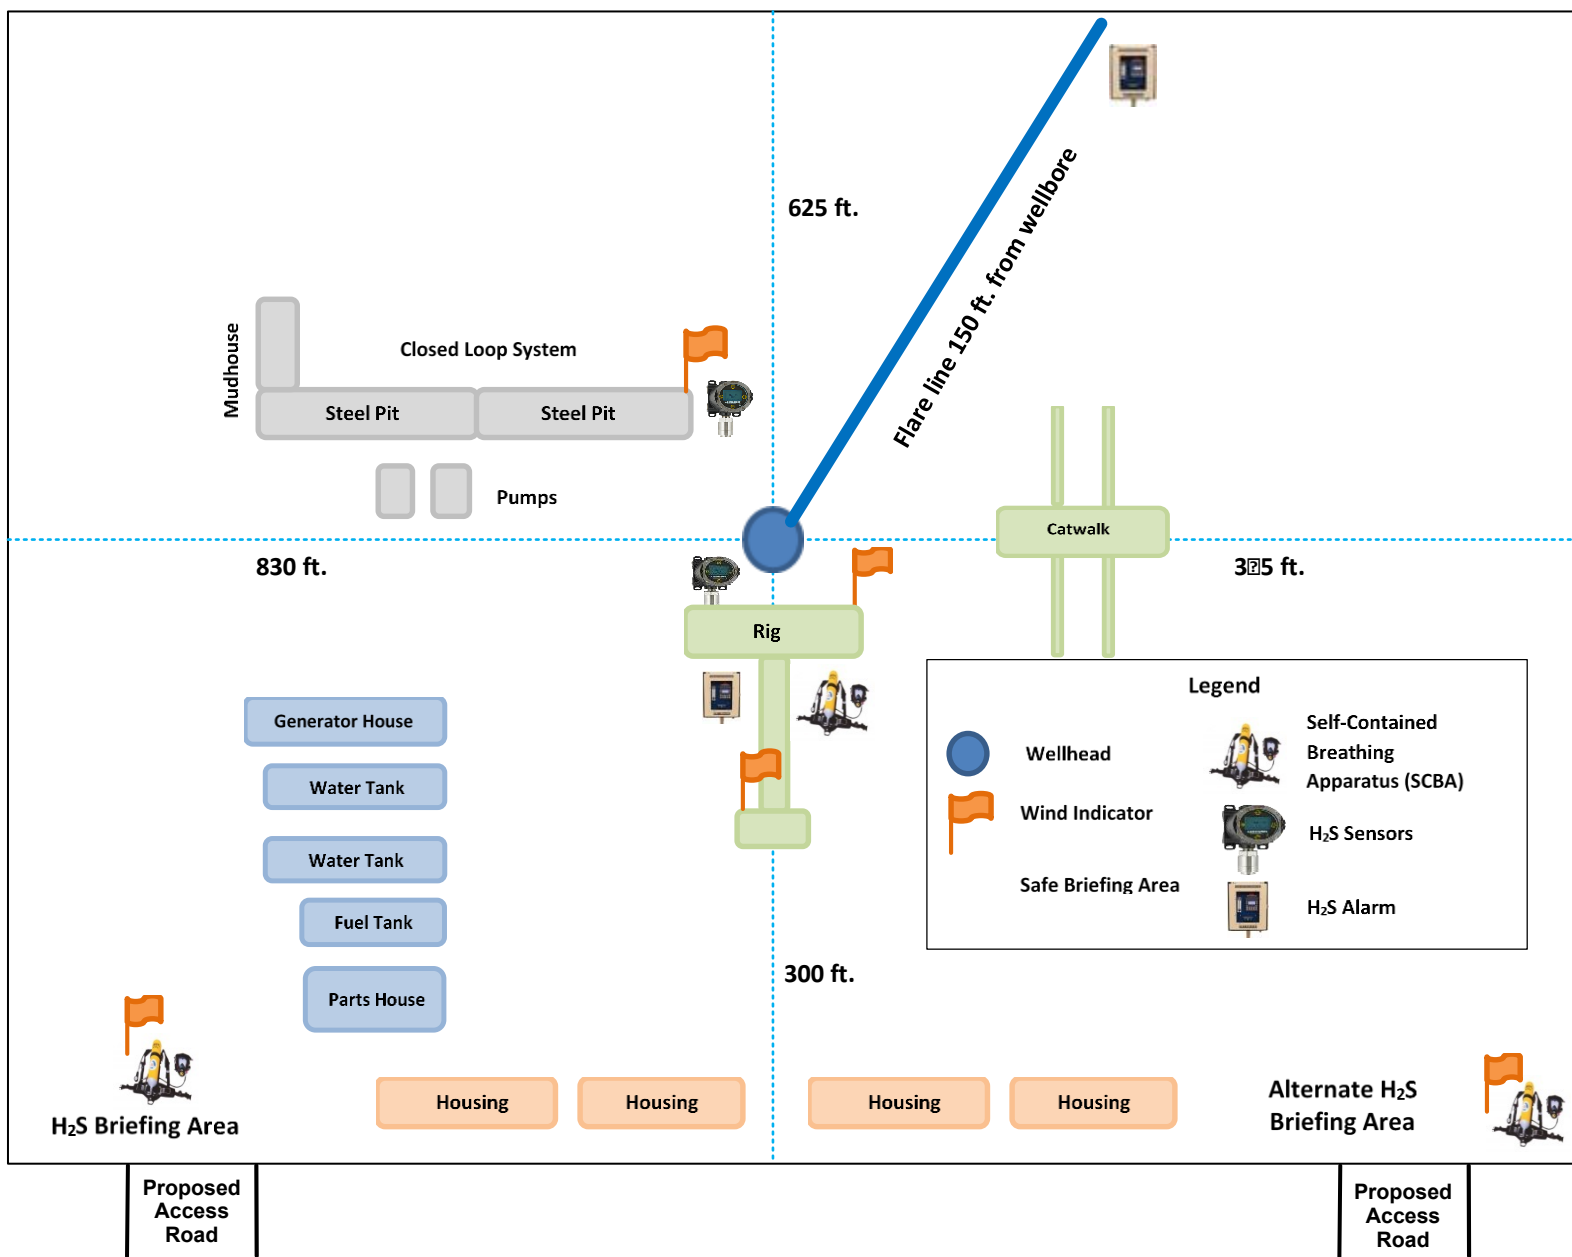 625 ft.
Flare line 150 ft. from wellbore
Mudhouse
Closed Loop System
Steel Pit
Steel Pit
Pumps
Catwalk
830 ft.
ft.
Rig
Legend
Wellhead
Wind Indicator
Safe Briefing Area
Self-Contained
Breathing
Apparatus (SCBA)
H₂S Sensors
H₂S Alarm
Generator House
Water Tank
Water Tank
Fuel Tank
Parts House
300 ft.
H₂S Briefing Area
Housing
Housing
Housing
Housing
Alternate H₂S
Briefing Area
Proposed
Access
Road
Proposed
Access
Road